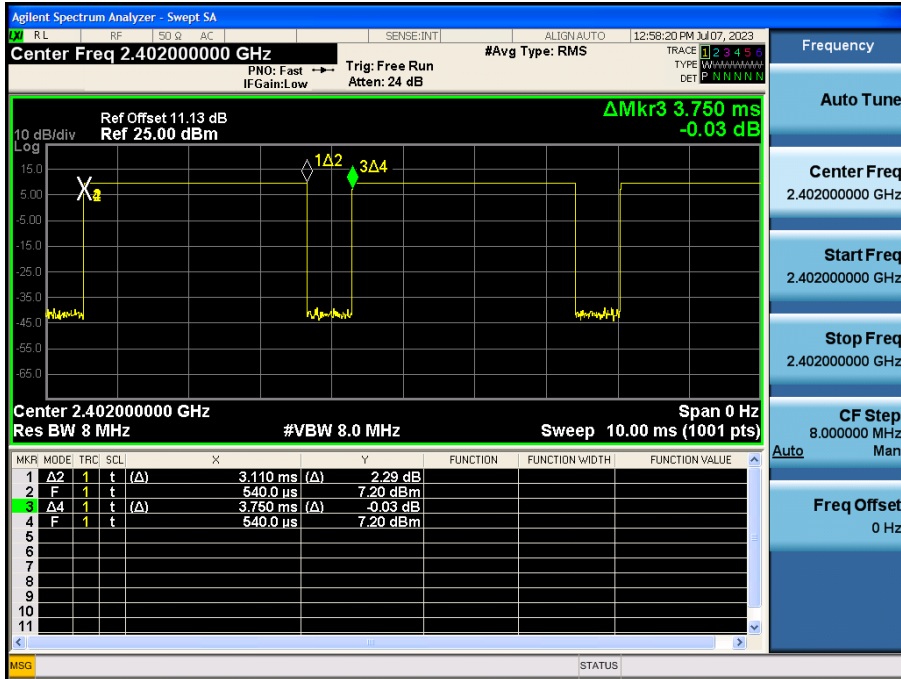 Agilent Spectrum Analyzer - Swept SA
LXI RL RF 50 Ω AC SENSE:INT ALIGN AUTO 12:58:20 PM Jul 07, 2023
Center Freq 2.402000000 GHz
#Avg Type: RMS
TRACE 1 2 3 4 5 6
PNO: Fast Trig: Free Run
TYPE WWWWWW
IFGain:Low Atten: 24 dB
DET P N N N N N
ΔMkr3 3.750 ms
-0.03 dB
Ref Offset 11.13 dB
10 dB/div Ref 25.00 dBm
Log
15.0
5.00
-5.00
-15.0
-25.0
-35.0
-45.0
-55.0
-65.0
1Δ2
3Δ4
Center 2.402000000 GHz Span 0 Hz
Res BW 8 MHz #VBW 8.0 MHz Sweep 10.00 ms (1001 pts)
MKR MODE TRC SCL X Y FUNCTION FUNCTION WIDTH FUNCTION VALUE
1 Δ2 1 t (Δ) 3.110 ms (Δ) 2.29 dB
2 F 1 t 540.0 µs 7.20 dBm
3 Δ4 1 t (Δ) 3.750 ms (Δ) -0.03 dB
4 F 1 t 540.0 µs 7.20 dBm
5
6
7
8
9
10
11
MSG STATUS
Frequency
Auto Tune
Center Freq
2.402000000 GHz
Start Freq
2.402000000 GHz
Stop Freq
2.402000000 GHz
CF Step
8.000000 MHz
Auto Man
Freq Offset
0 Hz